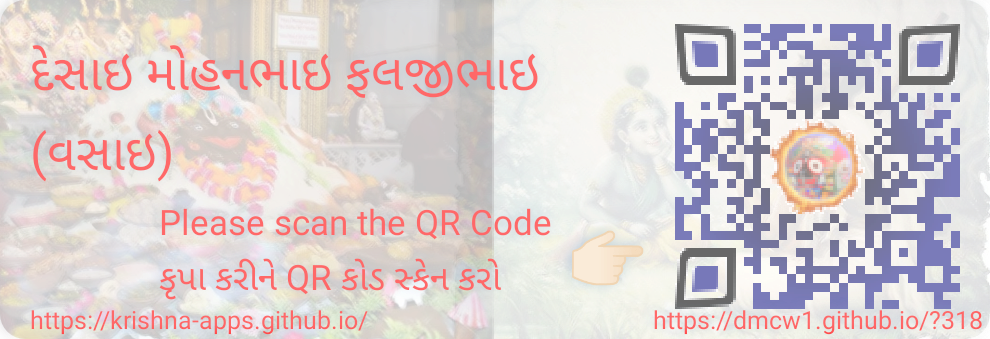 દેસાઇ મોહનભાઇ ફલજીભાઇ
(વસાઇ)
Please scan the QR Code
કૃપા કરીને QR કોડ સ્કેન કરો
https://krishna-apps.github.io/
https://dmcw1.github.io/?318